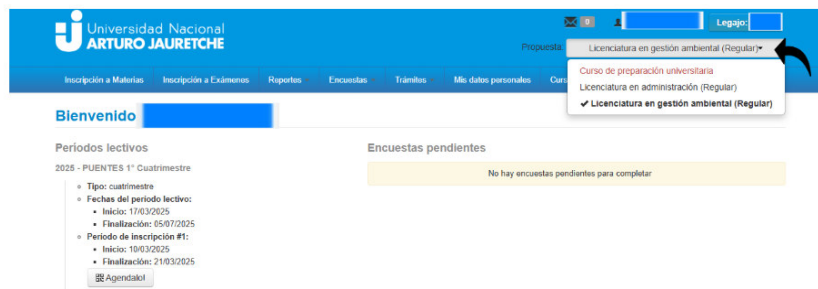 Universidad Nacional
ARTURO JAURETCHE
0
Legajo:
Propuesta:
Licenciatura en gestión ambiental (Regular)
Curso de preparación universitaria
Licenciatura en administración (Regular)
✔ Licenciatura en gestión ambiental (Regular)
Inscripción a Materias
Inscripción a Exámenes
Reportes
Encuestas
Trámites
Mis datos personales
Bienvenido
Períodos lectivos
2025 - PUENTES 1° Cuatrimestre
Tipo: cuatrimestre
Fechas del período lectivo:
Inicio: 17/03/2025
Finalización: 05/07/2025
Período de inscripción #1:
Inicio: 10/03/2025
Finalización: 21/03/2025
Agendalo!
Encuestas pendientes
No hay encuestas pendientes para completar